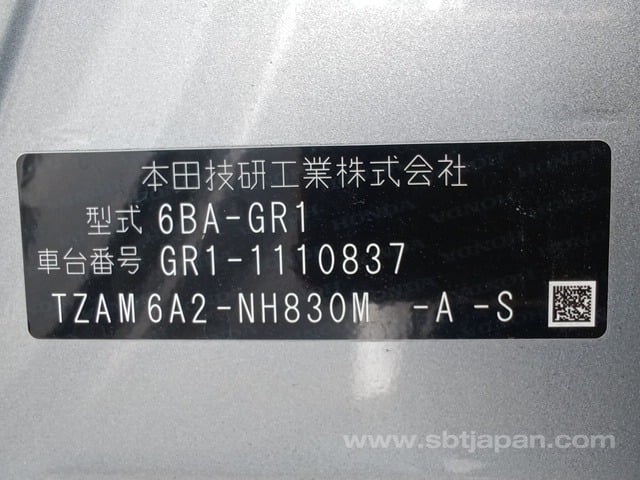 本田技研工業株式会社
型式 6BA-GR1
車台番号 GR1-1110837
TZAM6A2-NH830M -A -S
www.sbtjapan.com